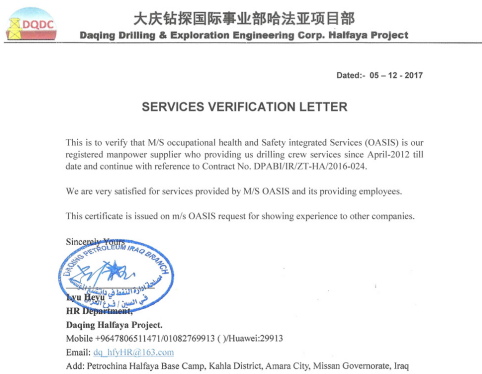 DQDC
大庆钻探国际事业部哈法亚项目部
Daqing Drilling & Exploration Engineering Corp. Halfaya Project
Dated:- 05 – 12 - 2017
SERVICES VERIFICATION LETTER
This is to verify that M/S occupational health and Safety integrated Services (OASIS) is our
registered manpower supplier who providing us drilling crew services since April-2012 till
date and continue with reference to Contract No. DPABI/IR/ZT-HA/2016-024.
We are very satisfied for services provided by M/S OASIS and its providing employees.
This certificate is issued on m/s OASIS request for showing experience to other companies.
Sincerely Yours
DAQING PETROLEUM IRAQ BRANCH
Lyu Heyu
HR Department,
Daqing Halfaya Project.
Mobile +9647806511471/01082769913 ( )/Huawei:29913
Email: dq_hfyHR@163.com
Add: Petrochina Halfaya Base Camp, Kahla District, Amara City, Missan Governorate, Iraq